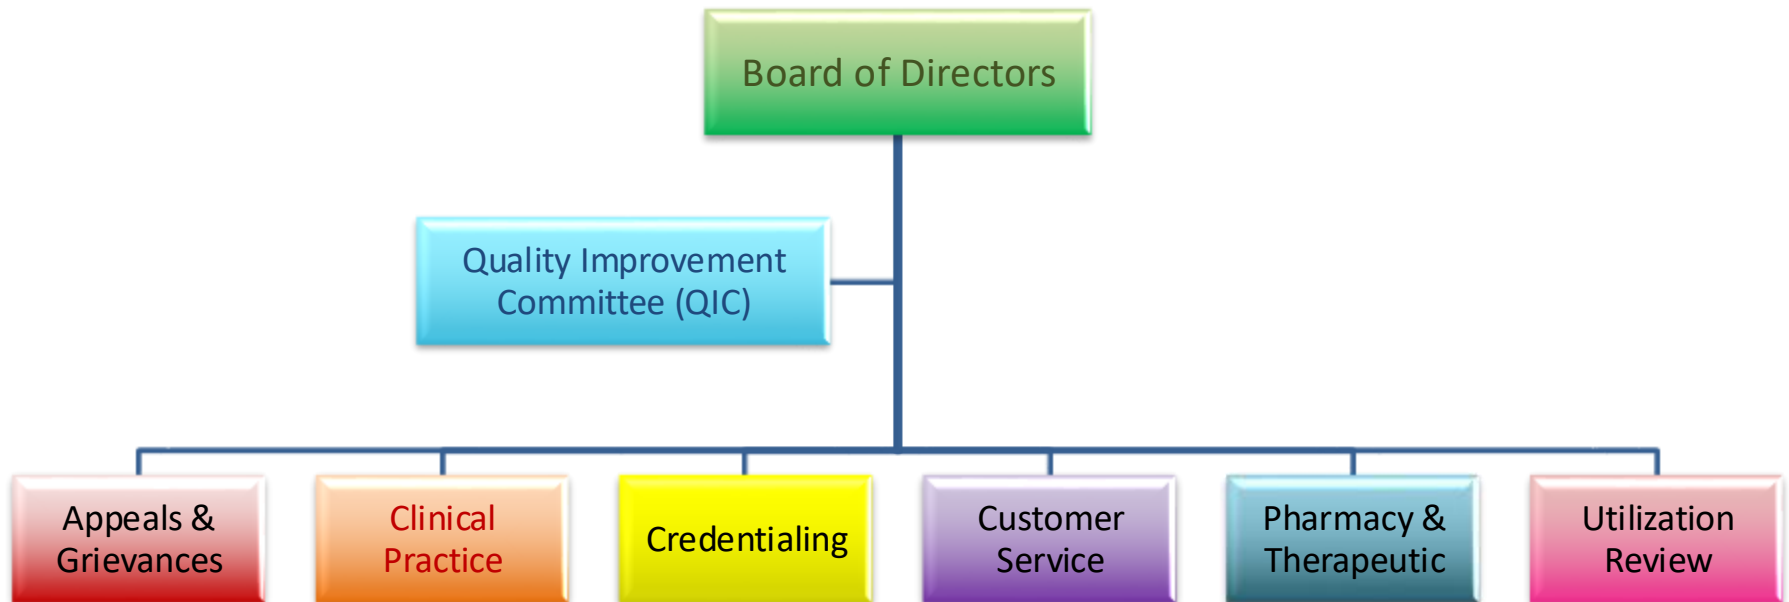 Board of Directors
Quality Improvement
Committee (QIC)
Appeals &
Grievances
Clinical
Practice
Credentialing
Customer
Service
Pharmacy &
Therapeutic
Utilization
Review